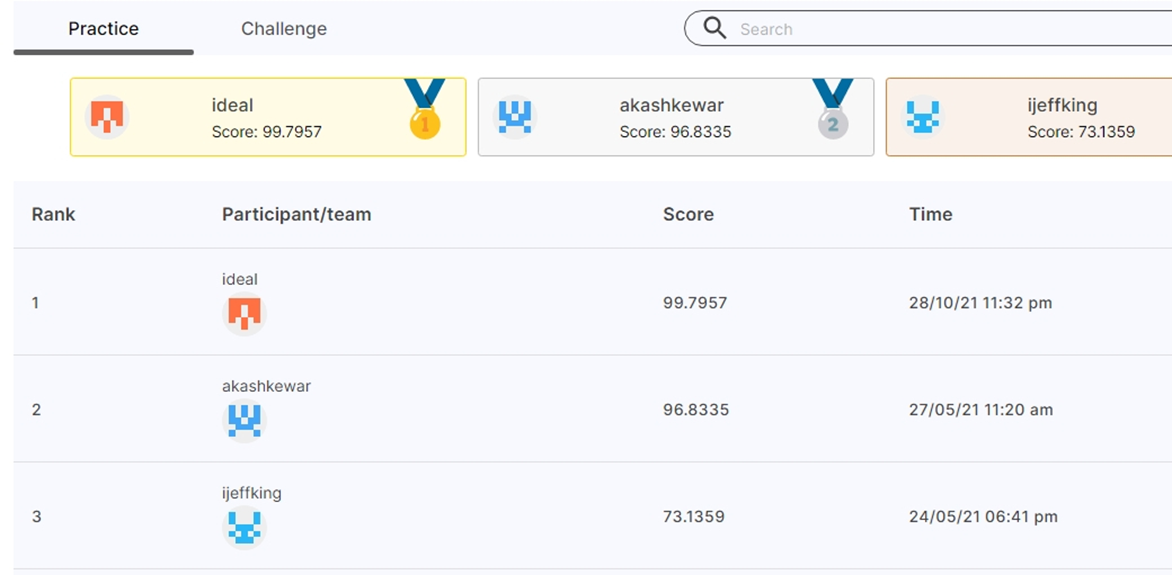 Practice Challenge Search
ideal
Score: 99.7957
1
akashkewar
Score: 96.8335
2
ijeffking
Score: 73.1359
Rank Participant/team Score Time
ideal
1 99.7957 28/10/21 11:32 pm
akashkewar
2 96.8335 27/05/21 11:20 am
ijeffking
3 73.1359 24/05/21 06:41 pm